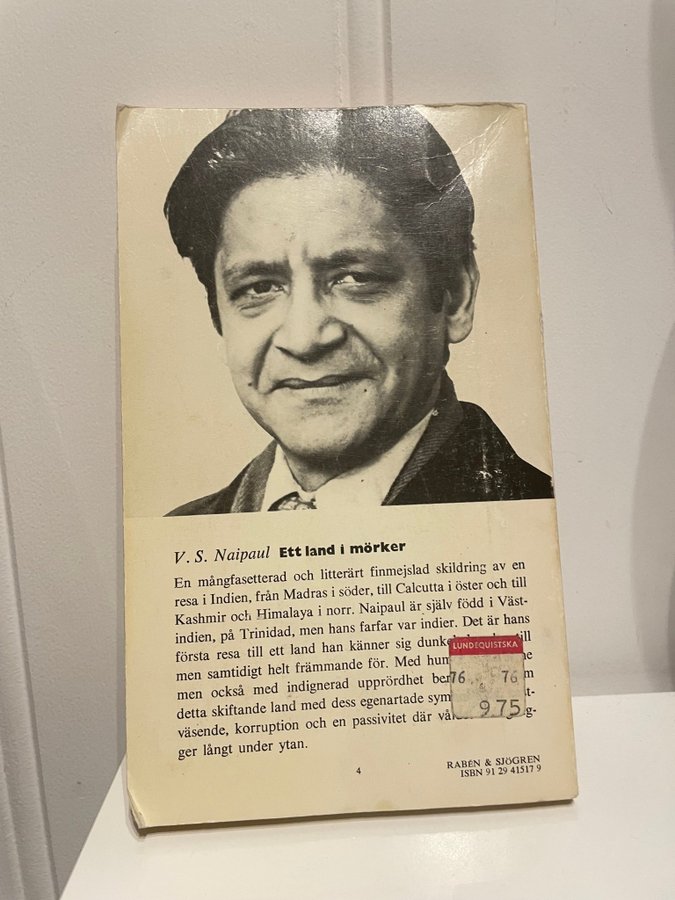 V. S. Naipaul Ett land i mörker
En mångfasetterad och litterärt finmejslad skildring av en
resa i Indien, från Madras i söder, till Calcutta i öster och till
Kashmir och Himalaya i norr. Naipaul är själv född i Väst-
indien, på Trinidad, men hans farfar var indier. Det är hans
första resa till ett land han känner sig till
men samtidigt helt främmande för. Med
men också med indignerad upprördhet
detta skiftande land med dess egenartade
väsende, korruption och en passivitet där
ger långt under ytan.
LUNDEQUISTSKA
76 76
975
4
RABÉN & SJÖGREN
ISBN 91 29 41517 9